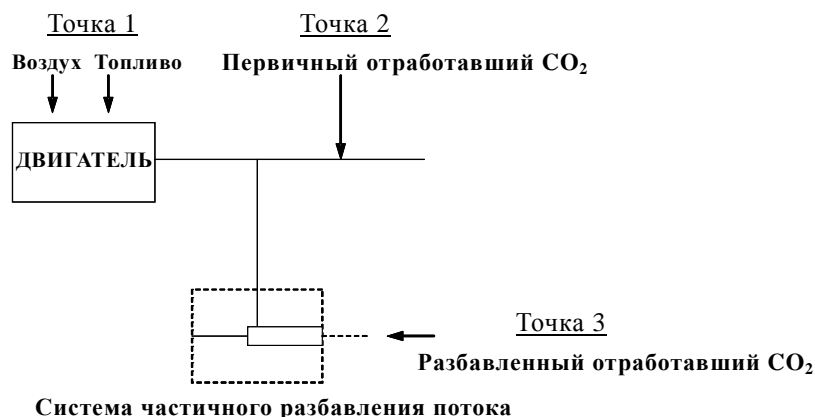 Точка 1
Точка 2
Воздух Топливо
Первичный отработавший CO₂
ДВИГАТЕЛЬ
Точка 3
Разбавленный отработавший CO₂
Система частичного разбавления потока